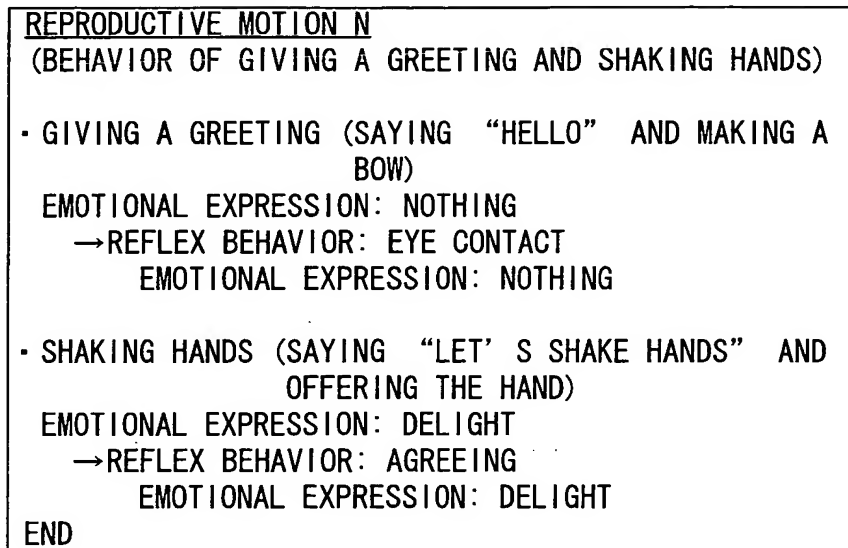 REPRODUCTIVE MOTION N
(BEHAVIOR OF GIVING A GREETING AND SHAKING HANDS)
・GIVING A GREETING (SAYING “HELLO” AND MAKING A
BOW)
EMOTIONAL EXPRESSION: NOTHING
→REFLEX BEHAVIOR: EYE CONTACT
EMOTIONAL EXPRESSION: NOTHING
・SHAKING HANDS (SAYING “LET’S SHAKE HANDS” AND
OFFERING THE HAND)
EMOTIONAL EXPRESSION: DELIGHT
→REFLEX BEHAVIOR: AGREEING
EMOTIONAL EXPRESSION: DELIGHT
END